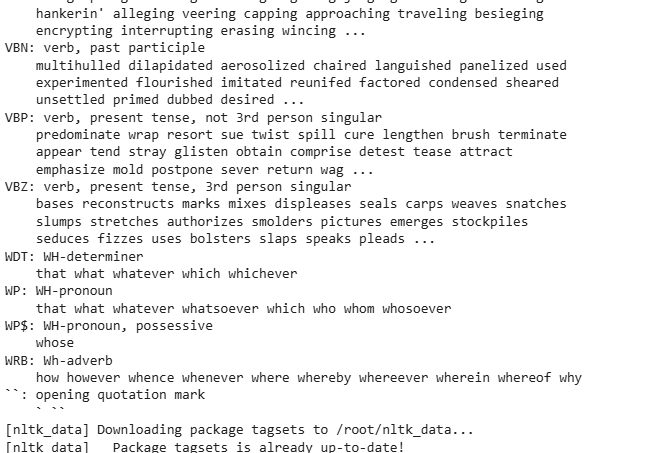 hankerin' alleging veering capping approaching traveling besieging
encrypting interrupting erasing wincing ...
VBN: verb, past participle
multihulled dilapidated aerosolized chaired languished panelized used
experimented flourished imitated reunifed factored condensed sheared
unsettled primed dubbed desired ...
VBP: verb, present tense, not 3rd person singular
predominate wrap resort sue twist spill cure lengthen brush terminate
appear tend stray glisten obtain comprise detest tease attract
emphasize mold postpone sever return wag ...
VBZ: verb, present tense, 3rd person singular
bases reconstructs marks mixes displeases seals carps weaves snatches
slumps stretches authorizes smolders pictures emerges stockpiles
seduces fizzes uses bolsters slaps speaks pleads ...
WDT: WH-determiner
that what whatever which whichever
WP: WH-pronoun
that what whatever whatsoever which who whom whosoever
WP$: WH-pronoun, possessive
whose
WRB: Wh-adverb
how however whence whenever where whereby whereever wherein whereof why
``: opening quotation mark
` ``
[nltk_data] Downloading package tagsets to /root/nltk_data...
[nltk_data]   Package tagsets is already up-to-date!